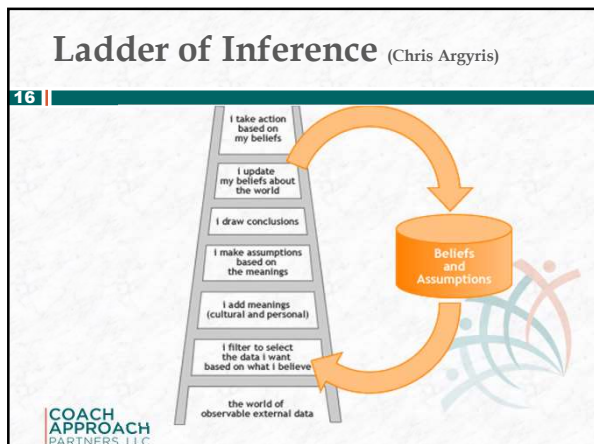 Ladder of Inference (Chris Argyris)
16
i take action
based on
my beliefs
i update
my beliefs about
the world
i draw conclusions
i make assumptions
based on
the meanings
i add meanings
(cultural and personal)
i filter to select
the data i want
based on what i believe
the world of
observable external data
Beliefs
and
Assumptions
COACH
APPROACH
PARTNERS, LLC